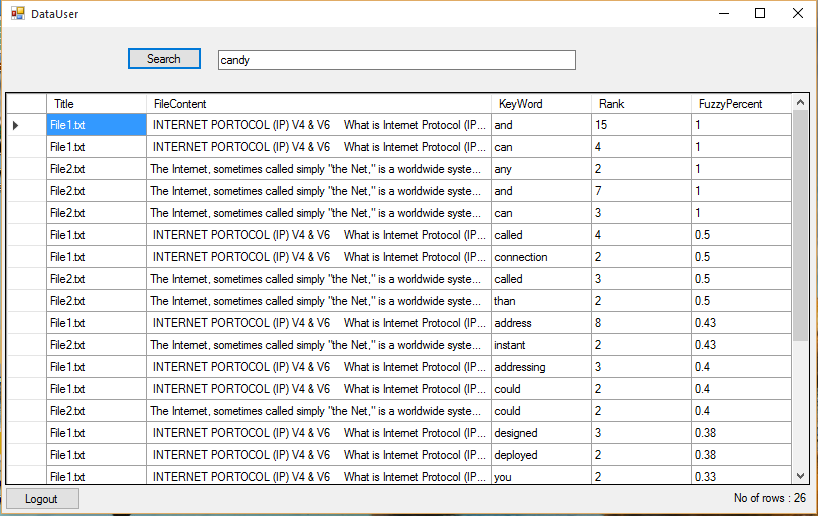 DataUser
Search candy
Title FileContent KeyWord Rank FuzzyPercent
File1.txt INTERNET PORTOCOL (IP) V4 & V6 What is Internet Protocol (IP... and 15 1
File1.txt INTERNET PORTOCOL (IP) V4 & V6 What is Internet Protocol (IP... can 4 1
File2.txt The Internet, sometimes called simply "the Net," is a worldwide syste... any 2 1
File2.txt The Internet, sometimes called simply "the Net," is a worldwide syste... and 7 1
File2.txt The Internet, sometimes called simply "the Net," is a worldwide syste... can 3 1
File1.txt INTERNET PORTOCOL (IP) V4 & V6 What is Internet Protocol (IP... called 4 0.5
File1.txt INTERNET PORTOCOL (IP) V4 & V6 What is Internet Protocol (IP... connection 2 0.5
File2.txt The Internet, sometimes called simply "the Net," is a worldwide syste... called 3 0.5
File2.txt The Internet, sometimes called simply "the Net," is a worldwide syste... than 2 0.5
File1.txt INTERNET PORTOCOL (IP) V4 & V6 What is Internet Protocol (IP... address 8 0.43
File2.txt The Internet, sometimes called simply "the Net," is a worldwide syste... instant 2 0.43
File1.txt INTERNET PORTOCOL (IP) V4 & V6 What is Internet Protocol (IP... addressing 3 0.4
File1.txt INTERNET PORTOCOL (IP) V4 & V6 What is Internet Protocol (IP... could 2 0.4
File2.txt The Internet, sometimes called simply "the Net," is a worldwide syste... could 2 0.4
File1.txt INTERNET PORTOCOL (IP) V4 & V6 What is Internet Protocol (IP... designed 3 0.38
File1.txt INTERNET PORTOCOL (IP) V4 & V6 What is Internet Protocol (IP... deployed 2 0.38
File1.txt INTERNET PORTOCOL (IP) V4 & V6 What is Internet Protocol (IP... you 2 0.33
Logout No of rows : 26